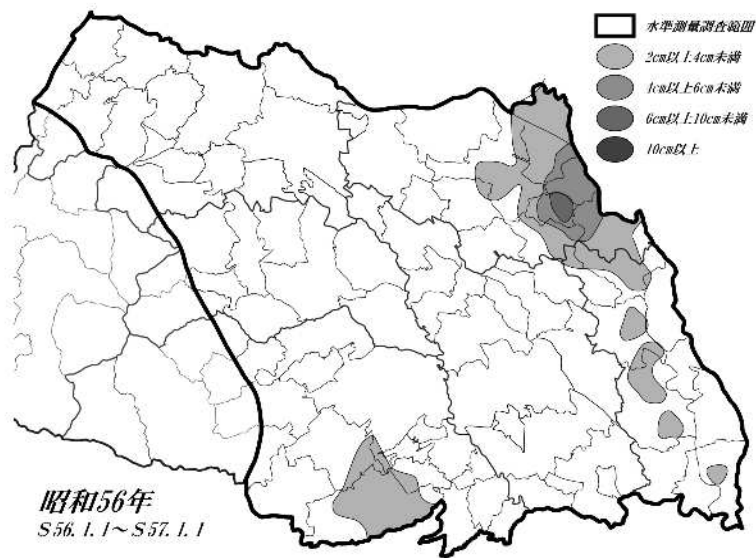 水準測量調査範囲
2cm以上4cm未満
4cm以上6cm未満
6cm以上10cm未満
10cm以上
昭和56年
S56.1.1～S57.1.1